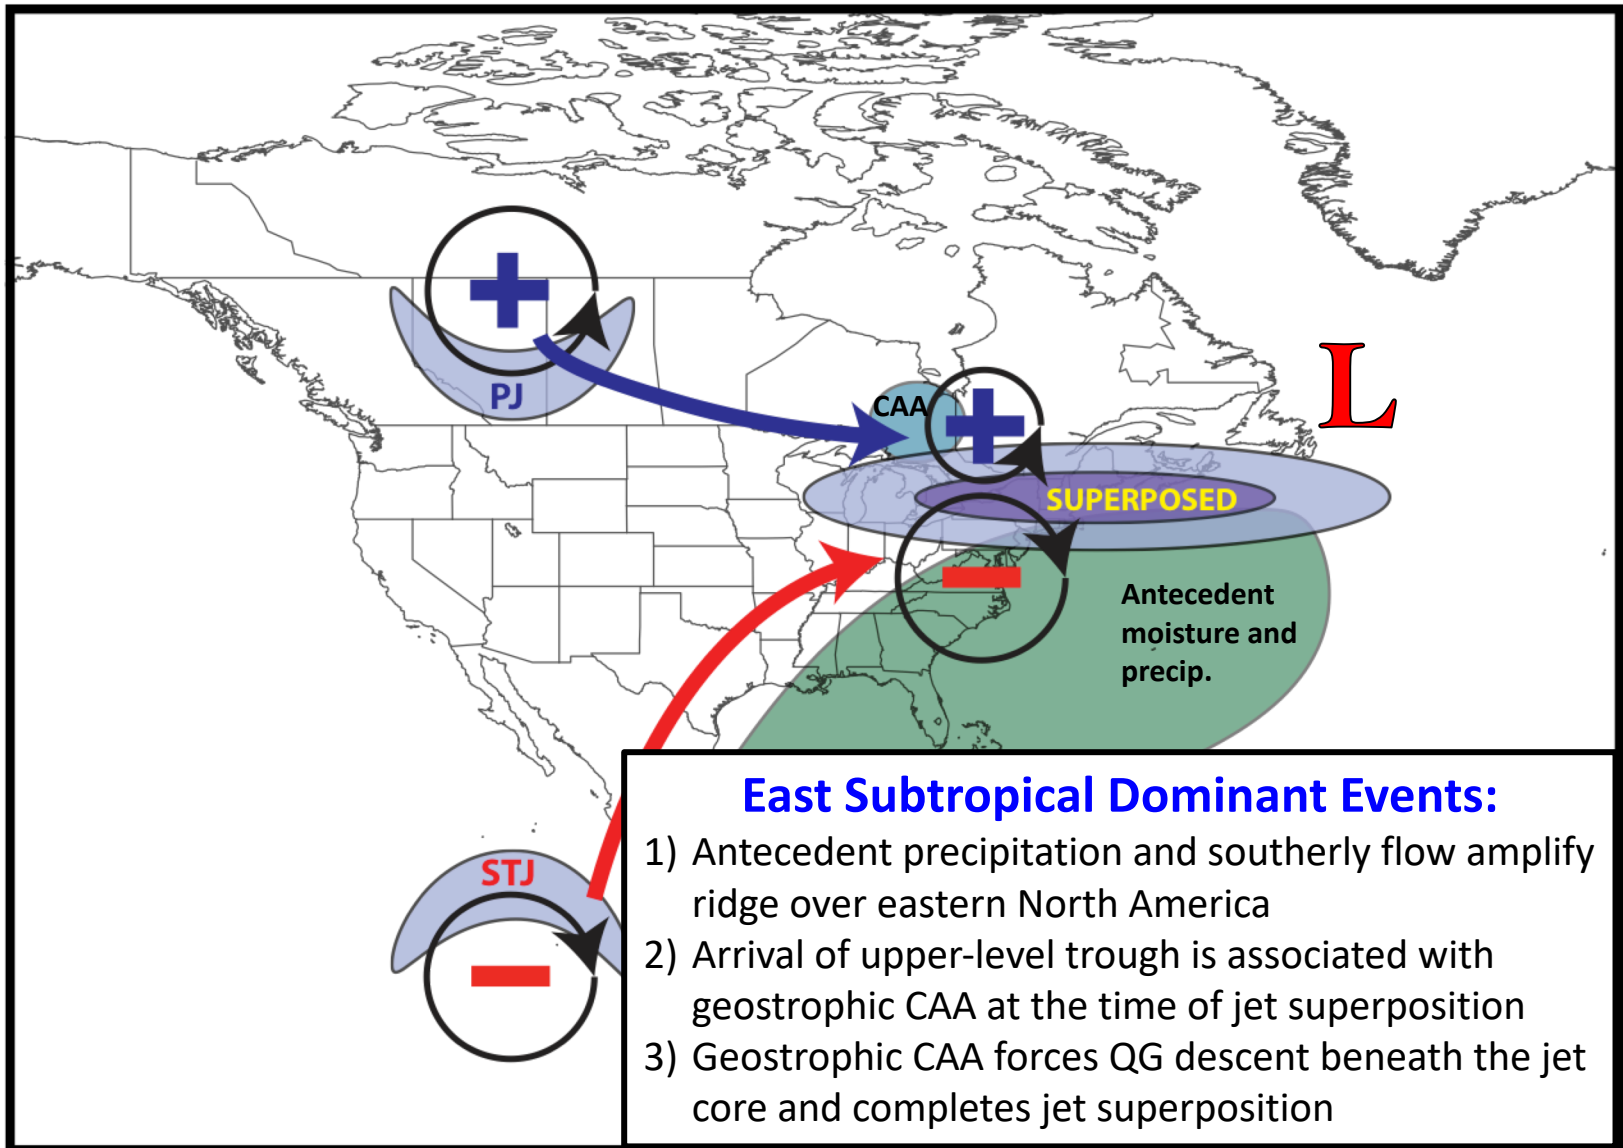 PJ
CAA
L
SUPERPOSED
Antecedent
moisture and
precip.
STJ
East Subtropical Dominant Events:
1) Antecedent precipitation and southerly flow amplify
ridge over eastern North America
2) Arrival of upper-level trough is associated with
geostrophic CAA at the time of jet superposition
3) Geostrophic CAA forces QG descent beneath the jet
core and completes jet superposition